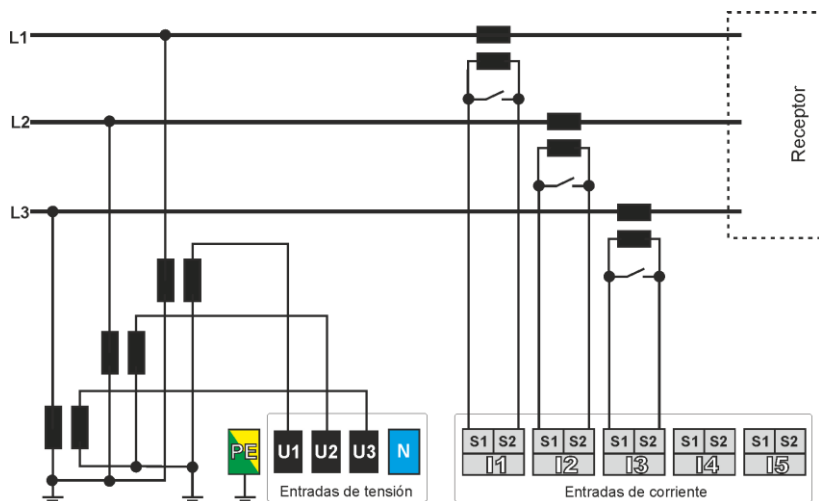 L1
L2
L3
Receptor
PE
U1 U2 U3 N
Entradas de tensión
S1 S2 S1 S2 S1 S2 S1 S2 S1 S2
I1 I2 I3 I4 I5
Entradas de corriente